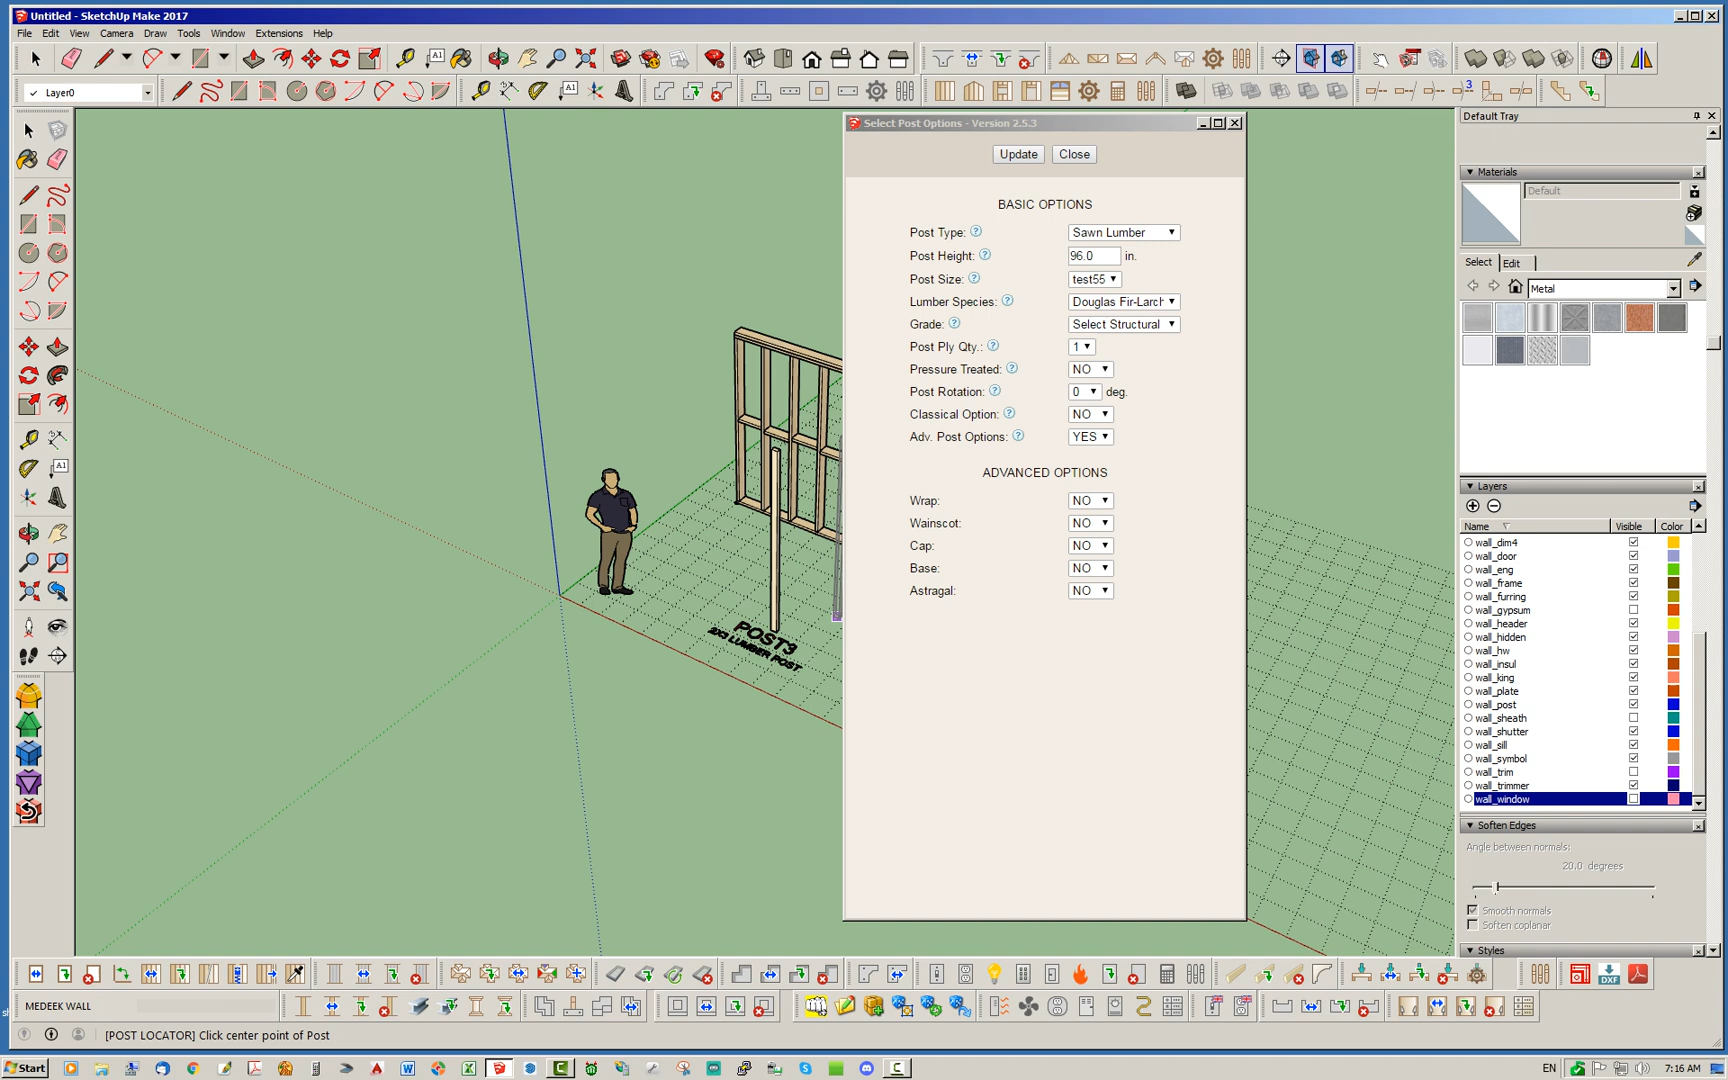 Untitled - SketchUp Make 2017
File Edit View Camera Draw Tools Window Extensions Help
Layer0
Select Post Options - Version 2.5.3
Update Close
BASIC OPTIONS
Post Type: Sawn Lumber
Post Height: 96.0 in.
Post Size: test55
Lumber Species: Douglas Fir-Larch
Grade: Select Structural
Post Ply Qty.: 1
Pressure Treated: NO
Post Rotation: 0 deg.
Classical Option: NO
Adv. Post Options: YES
ADVANCED OPTIONS
Wrap: NO
Wainscot: NO
Cap: NO
Base: NO
Astragal: NO
POST3
2X3 LUMBER POST
Default Tray
Materials
Default
Select Edit
Metal
Layers
Name Visible Color
wall_dim4
wall_door
wall_eng
wall_frame
wall_furring
wall_gypsum
wall_header
wall_hidden
wall_hw
wall_insul
wall_king
wall_plate
wall_post
wall_sheath
wall_shutter
wall_sill
wall_symbol
wall_trim
wall_trimmer
wall_window
Soften Edges
Angle between normals:
20.0 degrees
Smooth normals
Soften coplanar
Styles
MEDEEK WALL
[POST LOCATOR] Click center point of Post
Start
EN
7:16 AM